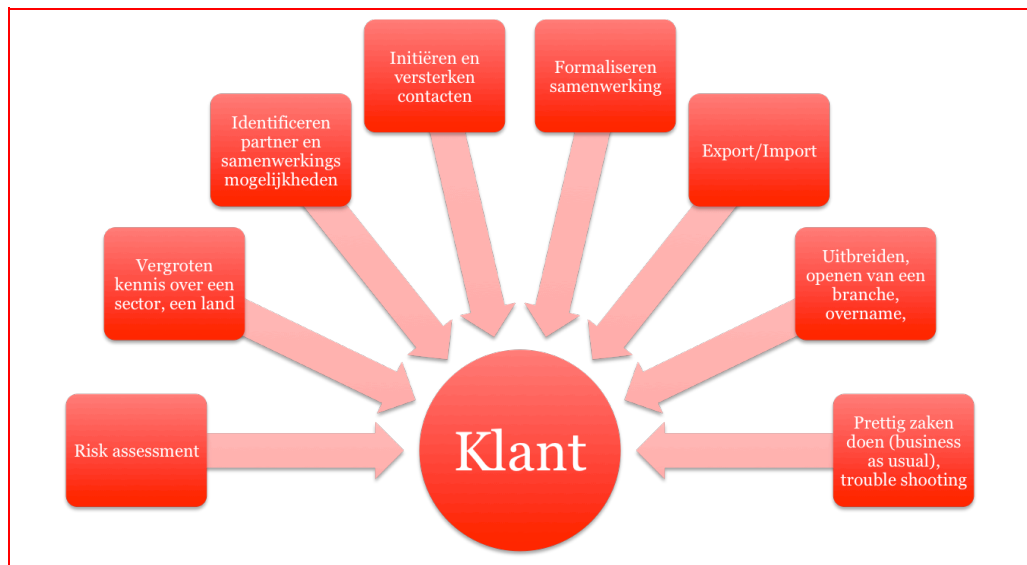 Initiëren en
versterken
contacten
Formaliseren
samenwerking
Identificeren
partner en
samenwerkings
mogelijkheden
Export/Import
Vergroten
kennis over een
sector, een land
Uitbreiden,
openen van een
branche,
overname,
Risk assessment
Klant
Prettig zaken
doen (business
as usual),
trouble shooting